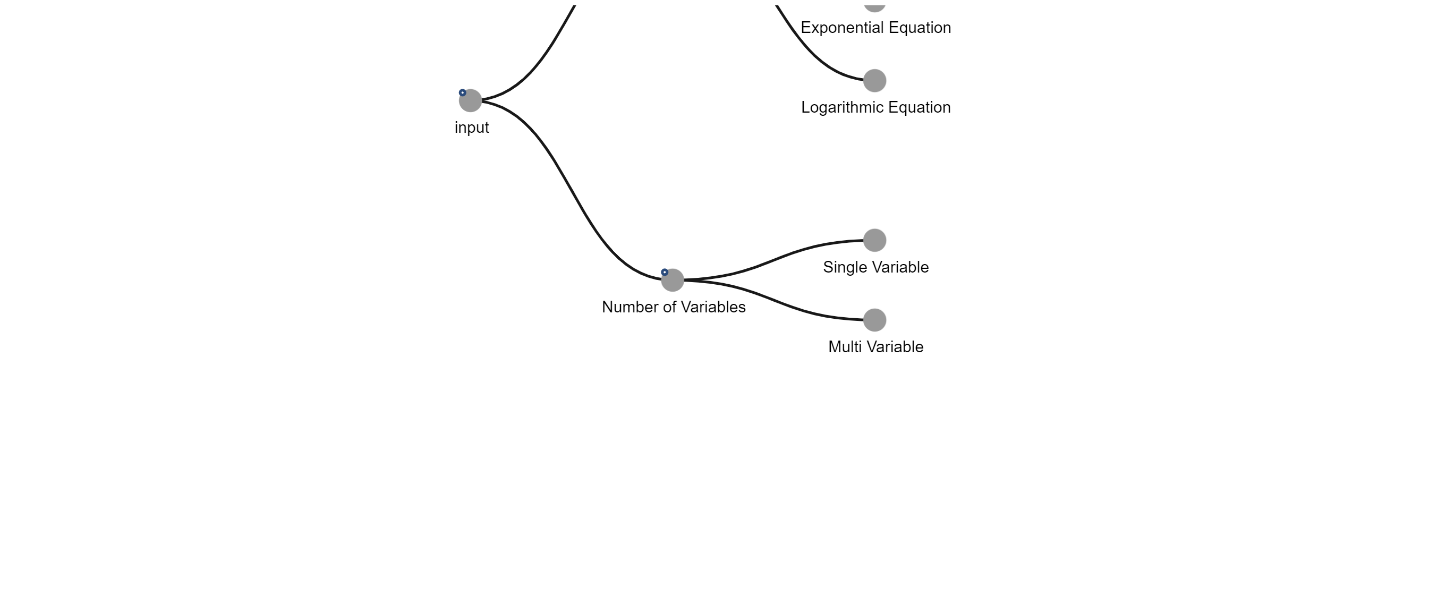 Exponential Equation
Logarithmic Equation
input
Single Variable
Number of Variables
Multi Variable